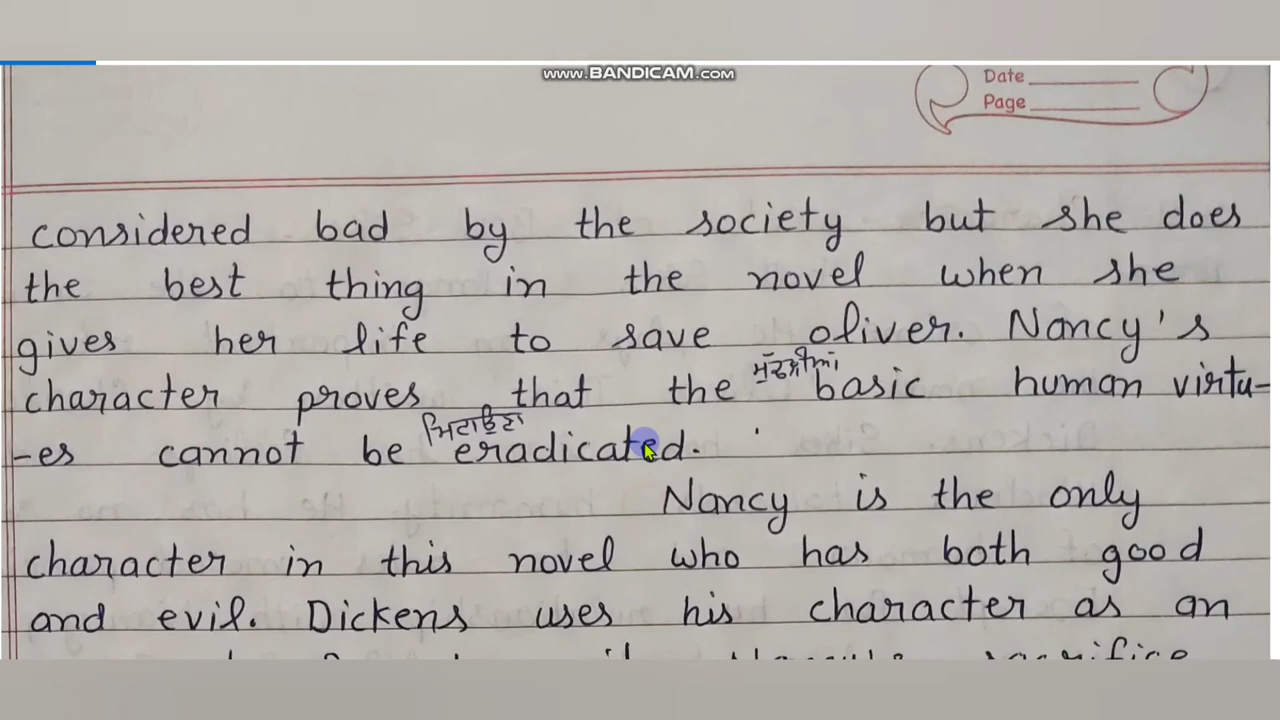 www.BANDICAM.com
Date
Page
considered bad by the society but she does
the best thing in the novel when she
gives her life to save oliver. Nancy's
ਮੁੱਢਲੀਆਂ
character proves that the basic human virtu-
ਮਿਟਾਉਣਾ
-es cannot be eradicated.
Nancy is the only
character in this novel who has both good
and evil. Dickens uses his character as an